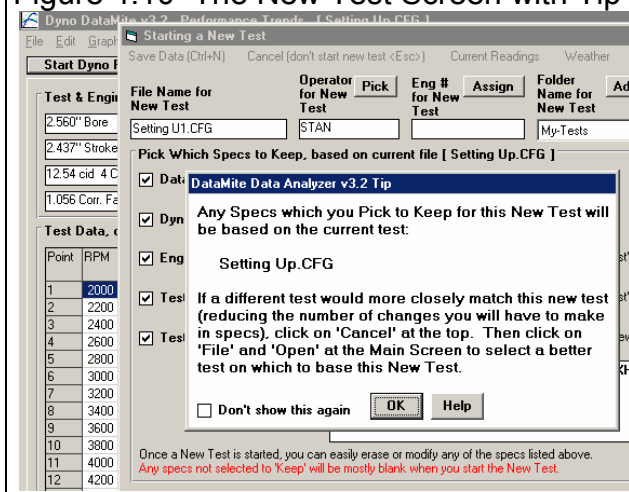 Figure 1.10 The New Test Screen with Tip
Dyno DataMite v3.2 Performance Trends [ Setting Up.CFG ]
File Edit Graph
Starting a New Test
Save Data (Ctrl+N) Cancel (don't start new test <Esc>) Current Readings Weather
Start Dyno
File Name for New Test
Operator for New Test
Pick
Eng # for New Test
Assign
Folder Name for New Test
Setting U1.CFG
STAN
My-Tests
Test & Engi
2.560" Bore
2.437" Stroke
12.54 cid 4 C
1.056 Corr. Fa
Pick Which Specs to Keep, based on current file [ Setting Up.CFG ]
Data
Dyn
Eng
Test
Test
DataMite Data Analyzer v3.2 Tip
Any Specs which you Pick to Keep for this New Test will
be based on the current test:
Setting Up.CFG
If a different test would more closely match this new test
(reducing the number of changes you will have to make
in specs), click on 'Cancel' at the top. Then click on
'File' and 'Open' at the Main Screen to select a better
test on which to base this New Test.
Don't show this again
OK
Help
Test Data, c
Point RPM
1 2000
2 2200
3 2400
4 2600
5 2800
6 3000
7 3200
8 3400
9 3600
10 3800
11 4000
12 4200
Once a New Test is started, you can easily erase or modify any of the specs listed above.
Any specs not selected to 'Keep' will be mostly blank when you start the New Test.